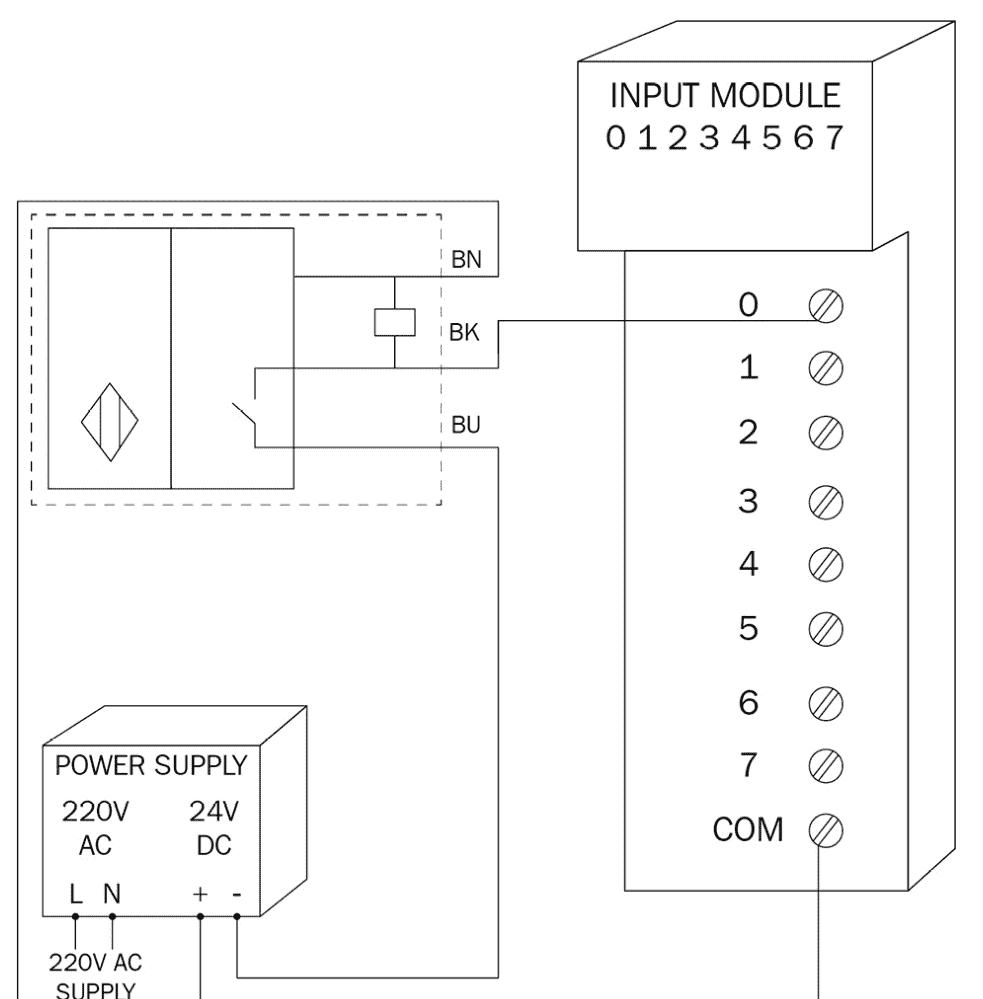 INPUT MODULE
0 1 2 3 4 5 6 7
BN
BK
BU
0
1
2
3
4
5
6
7
COM
POWER SUPPLY
220V 24V
AC DC
L N + -
220V AC
SUPPLY